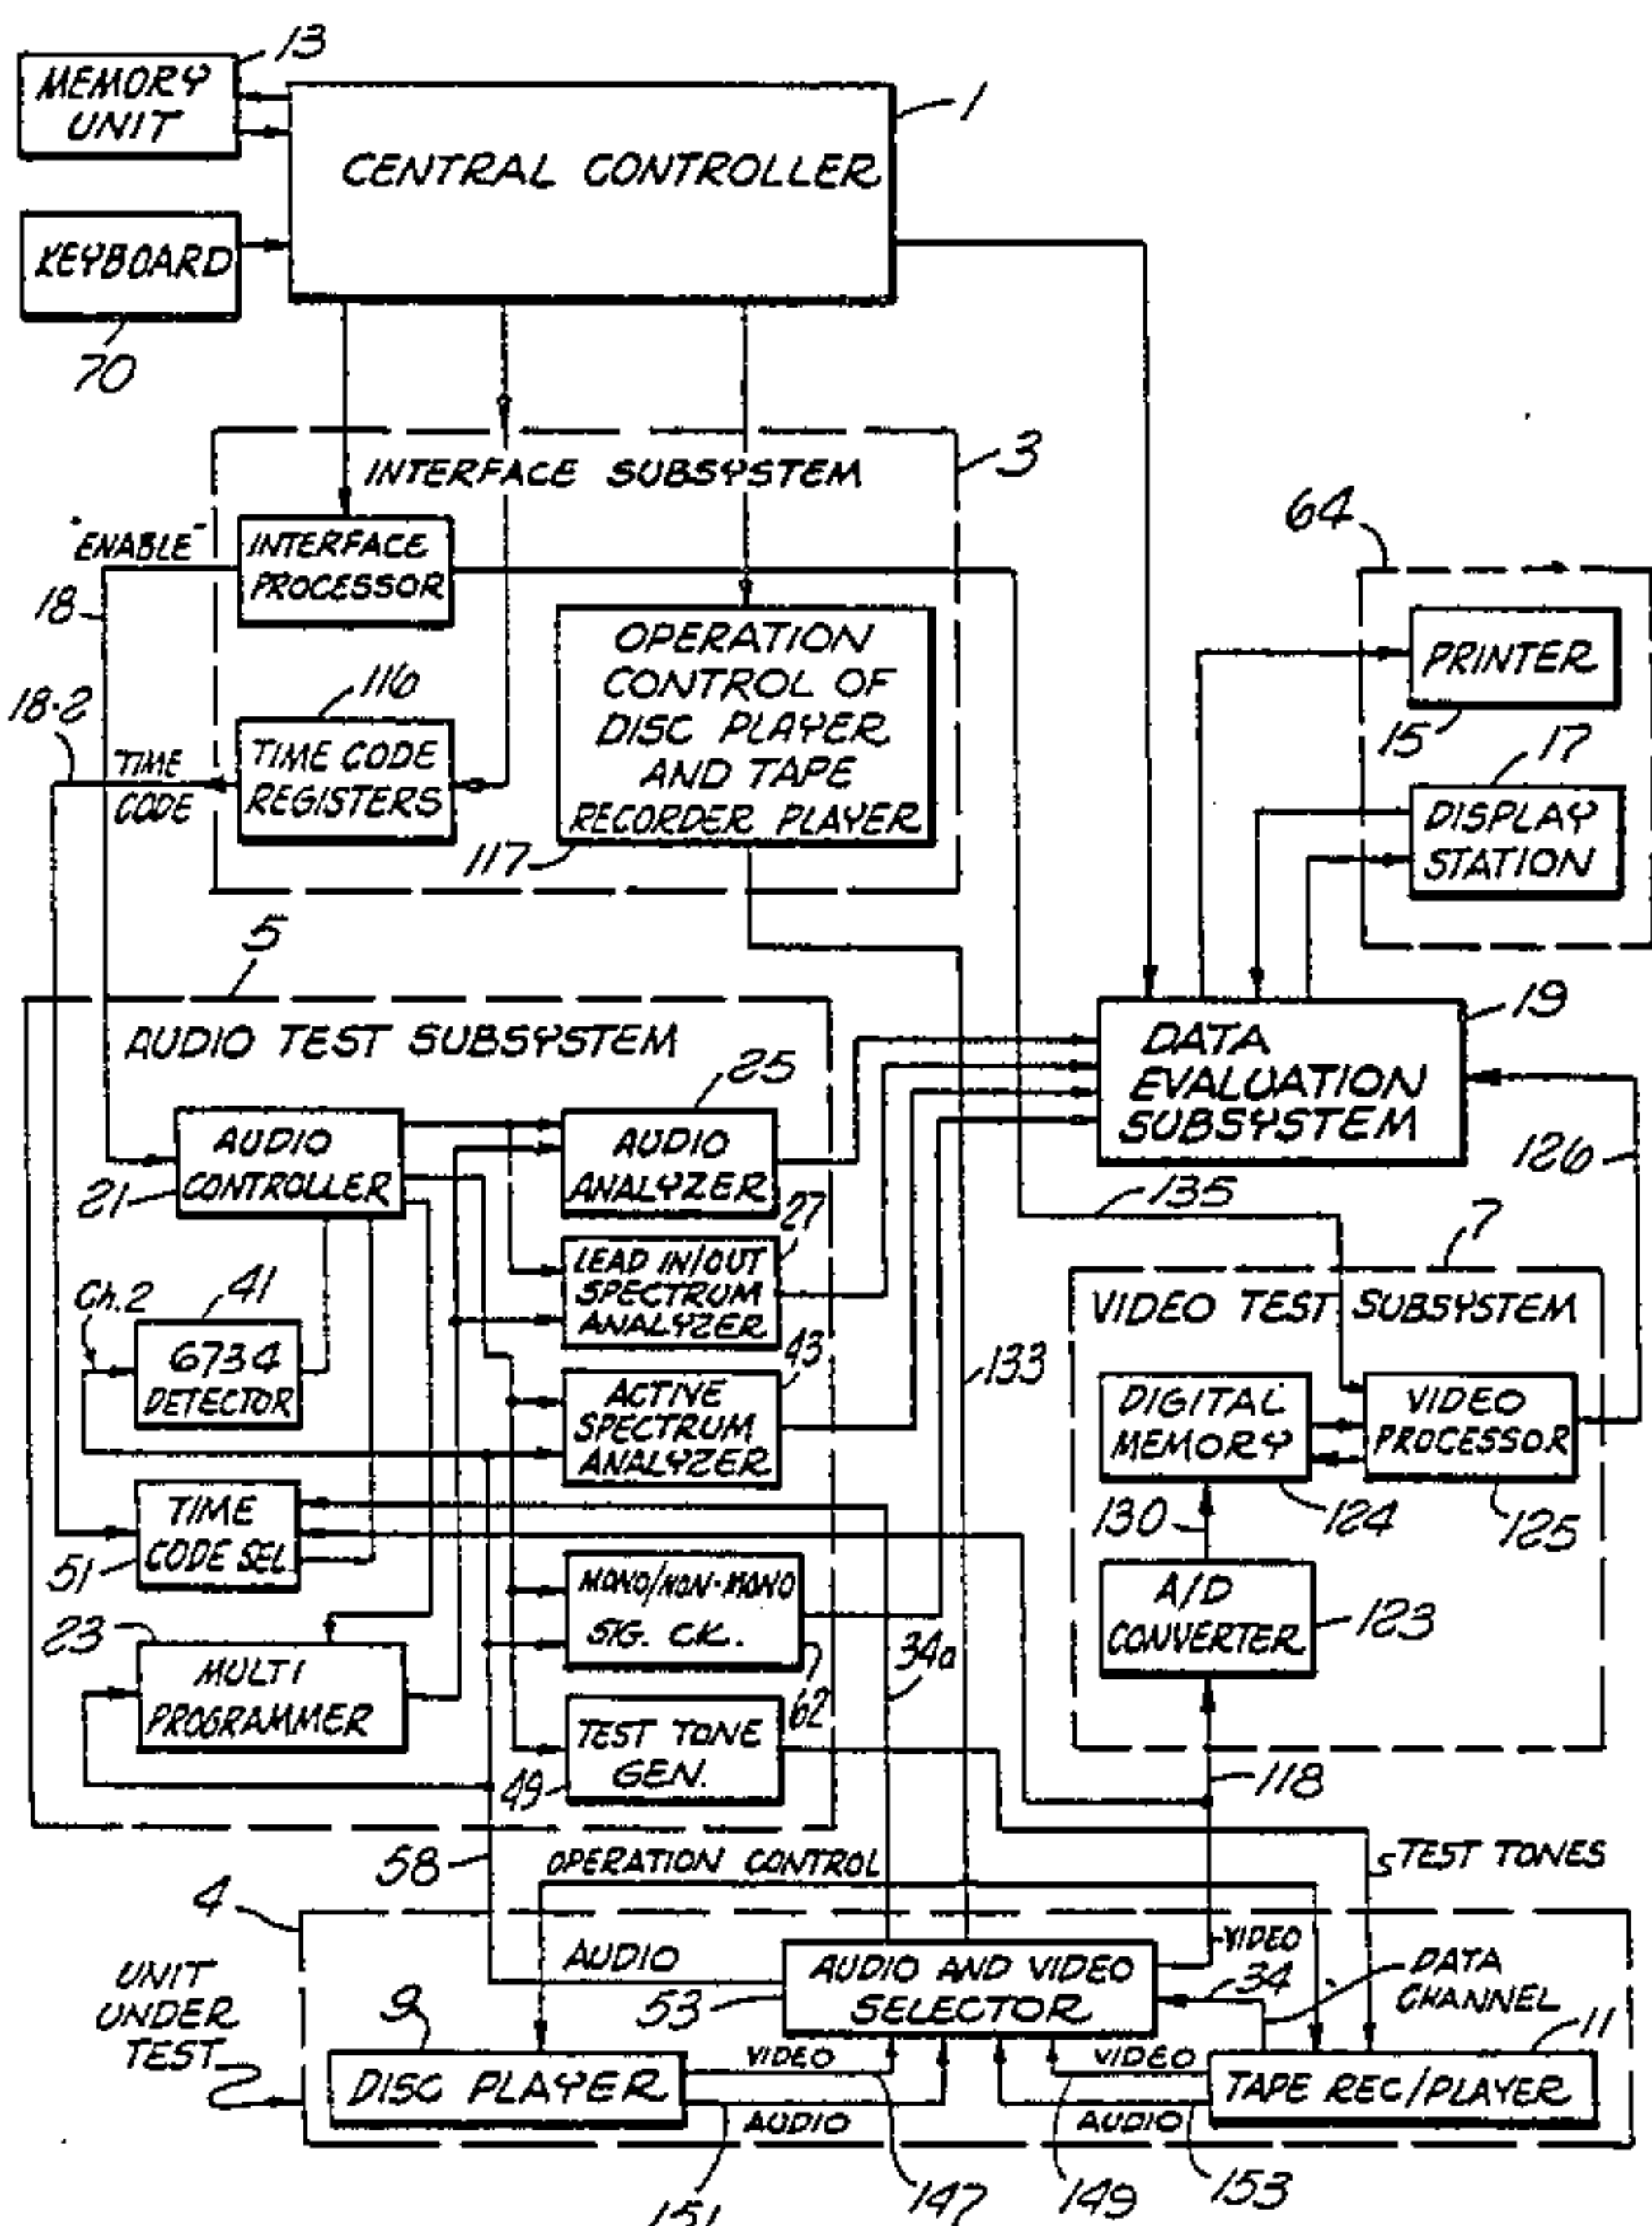 13
MEMORY
UNIT
1
CENTRAL CONTROLLER
KEYBOARD
70
3
INTERFACE SUBSYSTEM
"ENABLE"
INTERFACE
PROCESSOR
18
64
PRINTER
15
OPERATION
CONTROL OF
DISC PLAYER
AND TAPE
RECORDER PLAYER
117
116
18-2
TIME
CODE
TIME CODE
REGISTERS
17
DISPLAY
STATION
5
AUDIO TEST SUBSYSTEM
19
DATA
EVALUATION
SUBSYSTEM
25
AUDIO
CONTROLLER
21
AUDIO
ANALYZER
126
135
7
27
LEAD IN/OUT
SPECTRUM
ANALYZER
VIDEO TEST SUBSYSTEM
Ch.2
41
6734
DETECTOR
43
ACTIVE
SPECTRUM
ANALYZER
133
DIGITAL
MEMORY
VIDEO
PROCESSOR
124
125
130
TIME
CODE SEL
51
A/D
CONVERTER
123
MONO/NON-MONO
SIG. CK.
62
34a
23
MULTI
PROGRAMMER
TEST TONE
GEN.
49
118
58
OPERATION CONTROL
TEST TONES
4
UNIT
UNDER
TEST
AUDIO
AUDIO AND VIDEO
SELECTOR
53
VIDEO
34
DATA
CHANNEL
9
DISC PLAYER
VIDEO
AUDIO
VIDEO
AUDIO
11
TAPE REC/PLAYER
151
147
149
153